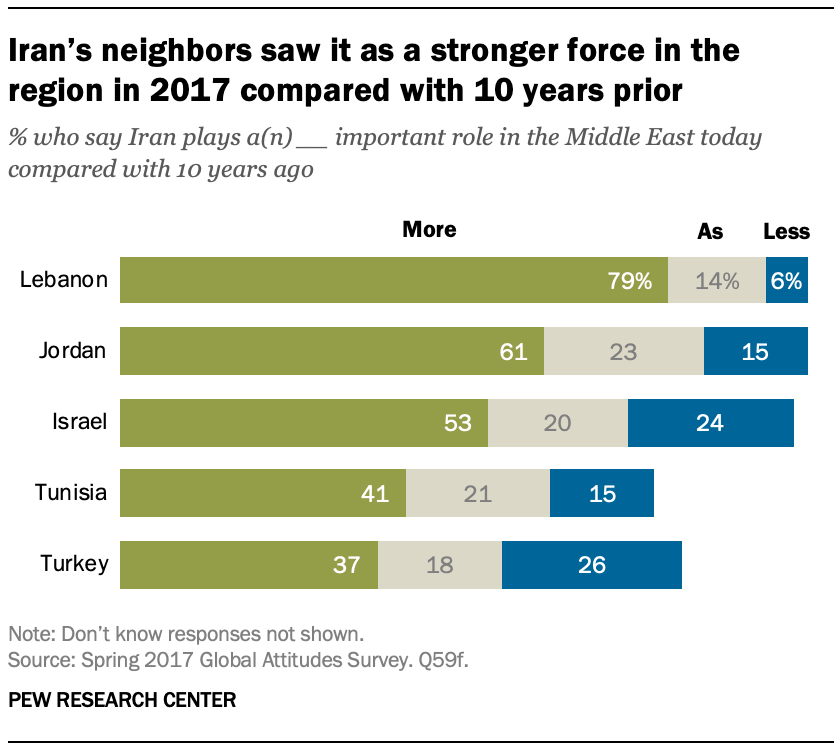 Iran’s neighbors saw it as a stronger force in the
region in 2017 compared with 10 years prior
% who say Iran plays a(n) __ important role in the Middle East today
compared with 10 years ago
More As Less
Lebanon 79% 14% 6%
Jordan 61 23 15
Israel 53 20 24
Tunisia 41 21 15
Turkey 37 18 26
Note: Don’t know responses not shown.
Source: Spring 2017 Global Attitudes Survey. Q59f.
PEW RESEARCH CENTER